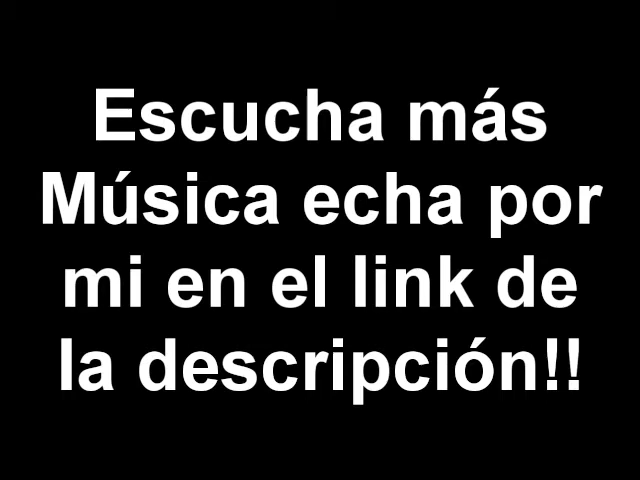 Escucha más
Música echa por
mi en el link de
la descripción!!